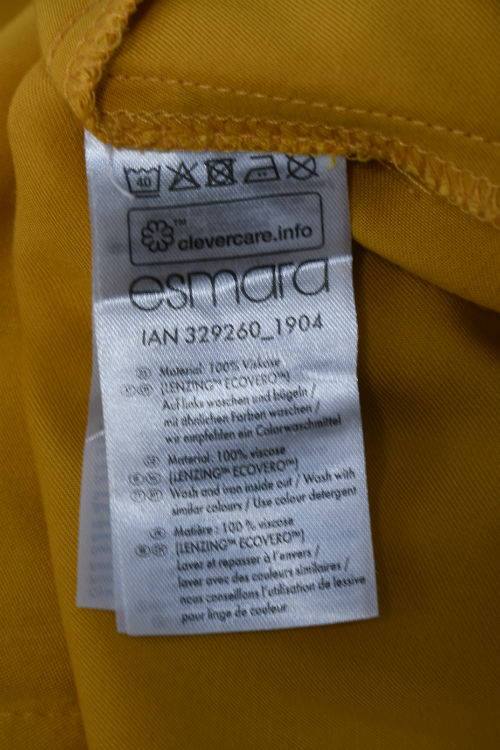 40
clevercare.info™
esmara
IAN 329260_1904
Material: 100% Viskose
(LENZING™ ECOVERO™)
Auf links waschen und bügeln /
mit ähnlichen Farben waschen /
wir empfehlen ein Colorwaschmittel
Material: 100% viscose
(LENZING™ ECOVERO™)
Wash and iron inside out / Wash with
similar colours / Use colour detergent
Matière : 100 % viscose
(LENZING™ ECOVERO™)
Laver et repasser à l'envers /
laver avec des couleurs similaires /
nous conseillons l'utilisation de lessive
pour linge de couleur